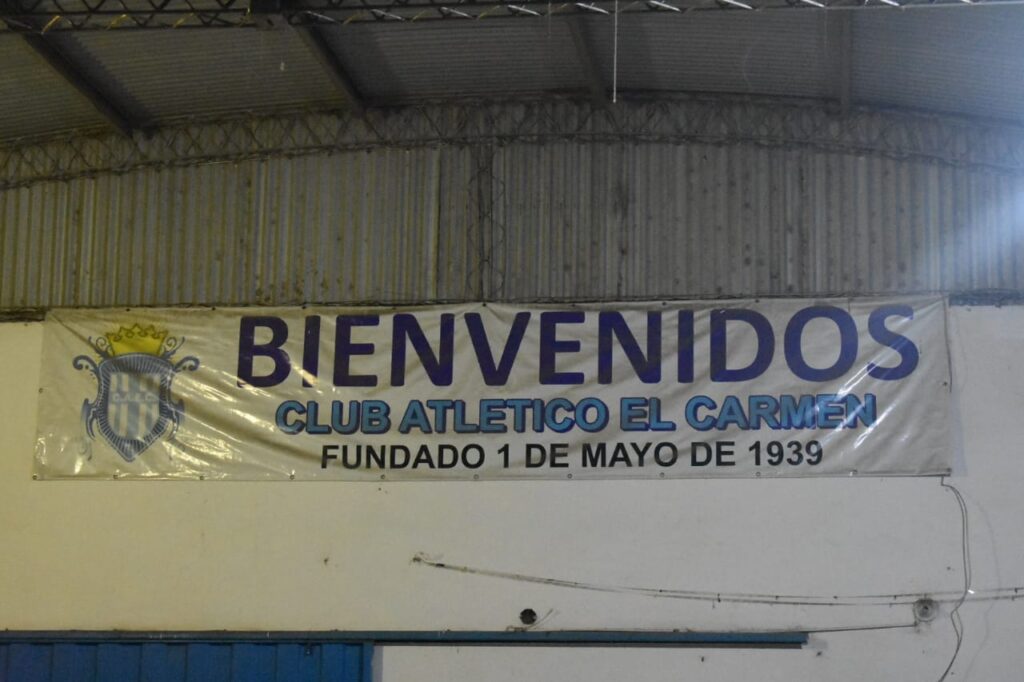 BIENVENIDOS
CLUB ATLETICO EL CARMEN
FUNDADO 1 DE MAYO DE 1939